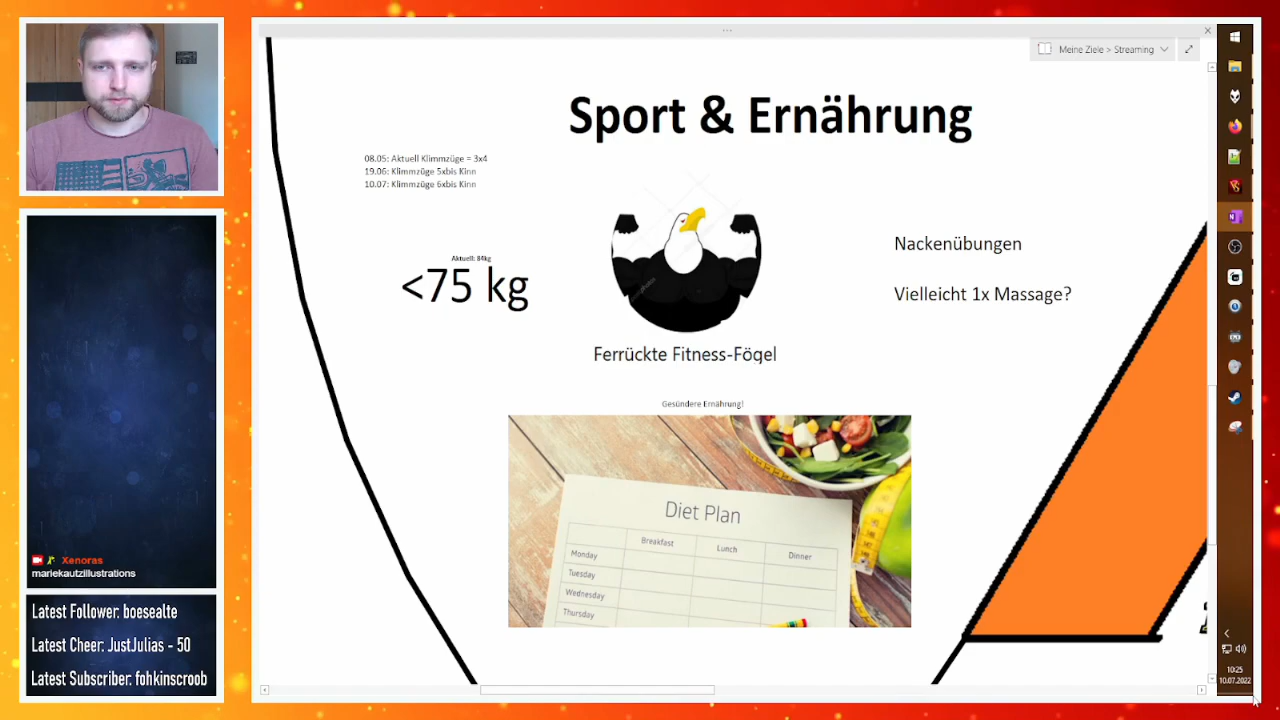 Meine Ziele > Streaming
Sport & Ernährung
08.05: Aktuell Klimmzüge = 3x4
19.06: Klimmzüge 5xbis Kinn
10.07: Klimmzüge 6xbis Kinn
Aktuell: 84kg
<75 kg
Ferrückte Fitness-Fögel
Nackenübungen
Vielleicht 1x Massage?
Gesündere Ernährung!
Diet Plan
Breakfast Lunch Dinner
Monday
Tuesday
Wednesday
Thursday
Xenoras
mariekautzillustrations
Latest Follower: boesealte
Latest Cheer: JustJulias - 50
Latest Subscriber: fohkinscroob
10:25
10.07.2022